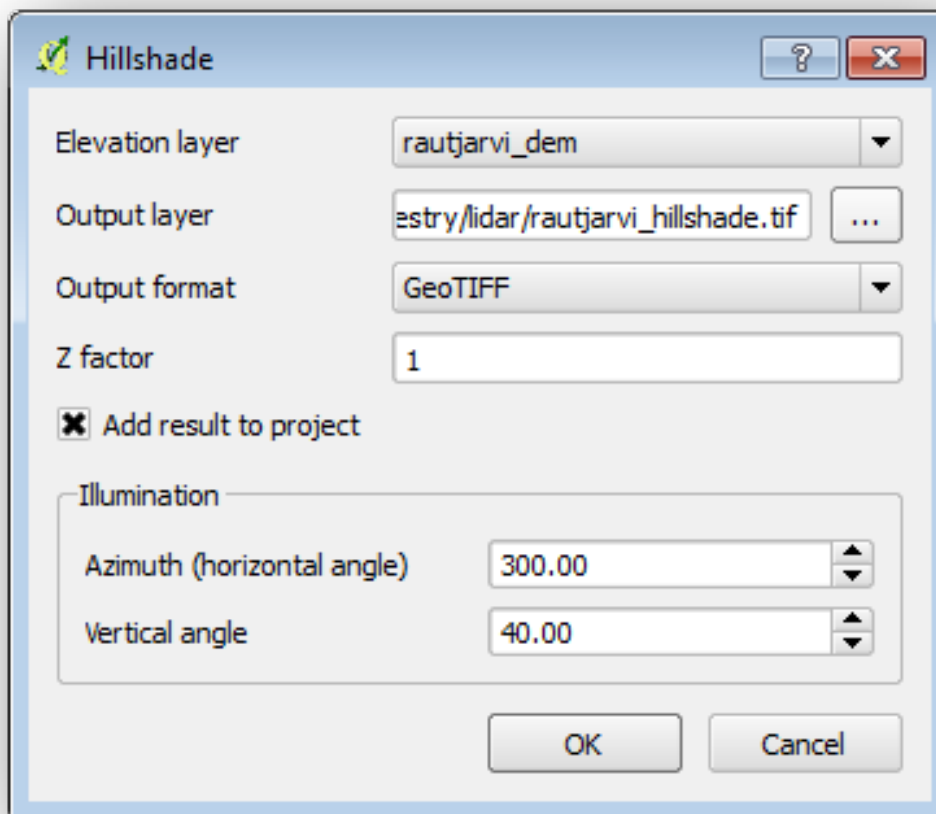 Hillshade
Elevation layer rautjarvi_dem
Output layer estry/lidar/rautjarvi_hillshade.tif ...
Output format GeoTIFF
Z factor 1
Add result to project
Illumination
Azimuth (horizontal angle) 300.00
Vertical angle 40.00
OK Cancel